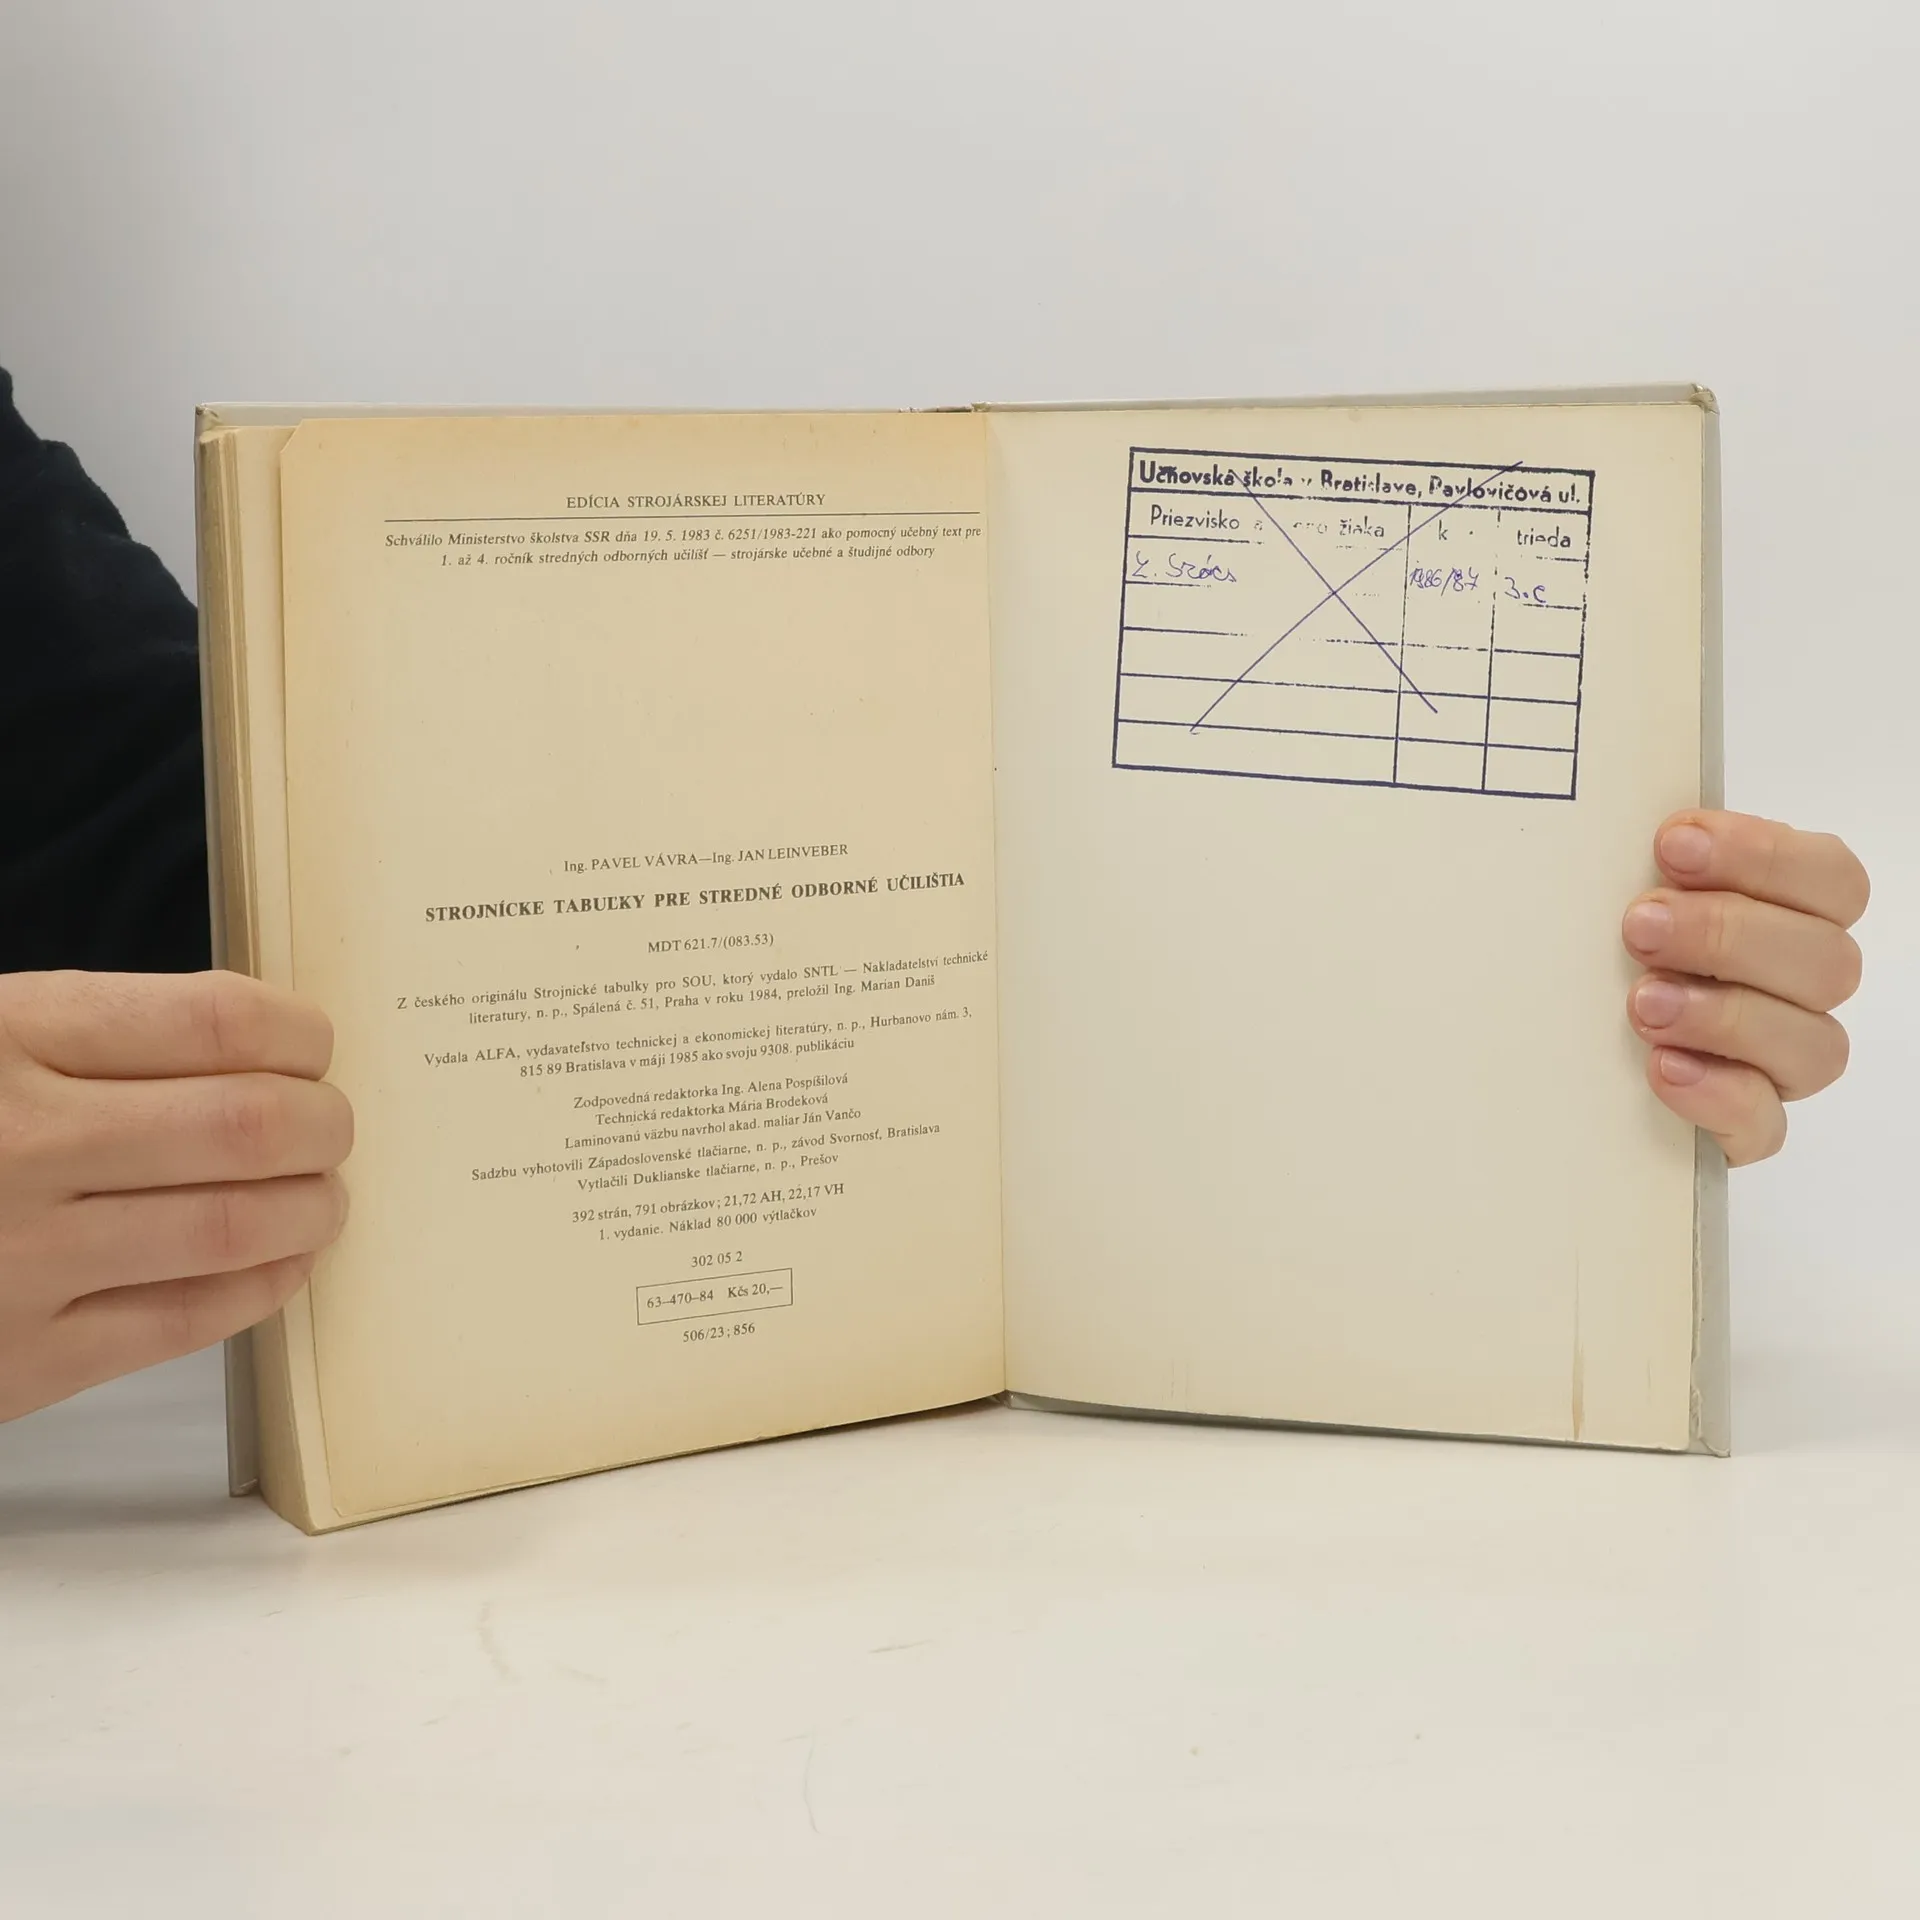 EDÍCIA STROJÁRSKEJ LITERATÚRY
Schválilo Ministerstvo školstva SSR dňa 19. 5. 1983 č. 6251/1983-221 ako pomocný učebný text pre
1. až 4. ročník stredných odborných učilíšť — strojárske učebné a študijné odbory
Ing. PAVEL VÁVRA—Ing. JAN LEINVEBER
STROJNÍCKE TABUĽKY PRE STREDNÉ ODBORNÉ UČILIŠTIA
MDT 621.7/(083.53)
Z českého originálu Strojnické tabulky pro SOU, ktorý vydalo SNTL — Nakladatelství technické
literatury, n. p., Spálená č. 51, Praha v roku 1984, preložil Ing. Marian Daniš
Vydala ALFA, vydavateľstvo technickej a ekonomickej literatúry, n. p., Hurbanovo nám. 3,
815 89 Bratislava v máji 1985 ako svoju 9308. publikáciu
Zodpovedná redaktorka Ing. Alena Pospíšilová
Technická redaktorka Mária Brodeková
Laminovanú väzbu navrhol akad. maliar Ján Vančo
Sadzbu vyhotovili Západoslovenské tlačiarne, n. p., závod Svornosť, Bratislava
Vytlačili Duklianske tlačiarne, n. p., Prešov
392 strán, 791 obrázkov; 21,72 AH, 22,17 VH
1. vydanie. Náklad 80 000 výtlačkov
302 05 2
63–470–84 Kčs 20,—
506/23; 856
Učňovská škola v Bratislave, Pavlovičová ul.
Priezvisko a žiaka trieda
1986/87 3.C